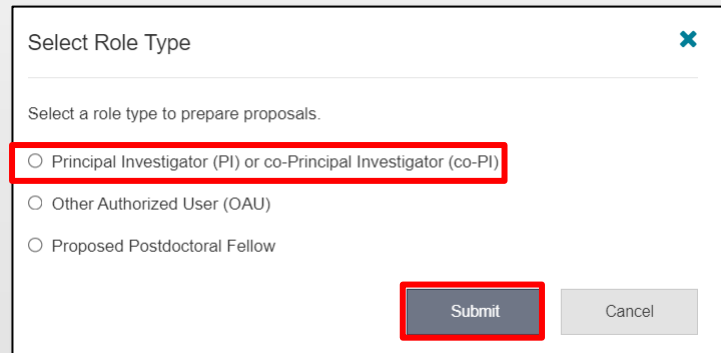 Select Role Type
Select a role type to prepare proposals.
Principal Investigator (PI) or co-Principal Investigator (co-PI)
Other Authorized User (OAU)
Proposed Postdoctoral Fellow
Submit
Cancel